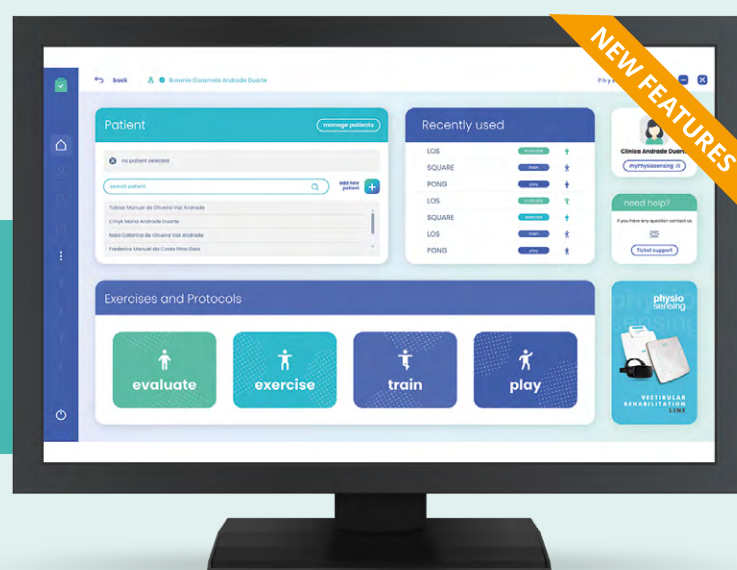 NEW FEATURES
back
Brownie Caramelo Andrade Duarte
Patient
manage patients
no patient selected
search patient
add new
patient
Tobias Manuel de Oliveira Vaz Andrade
Cmyk Maria Andrade Duarte
Nala Catarina de Oliveira Vaz Andrade
Frederico Manuel da Costa Pina Dias
Recently used
LOS evaluate
SQUARE train
PONG play
LOS evaluate
SQUARE exercise
LOS train
PONG play
Clínica Andrade Duarte
myPhysiosensing
need help?
If you have any question contact us
Ticket support
Exercises and Protocols
evaluate
exercise
train
play
physio
sensing
VESTIBULAR
REHABILITATION
LINE